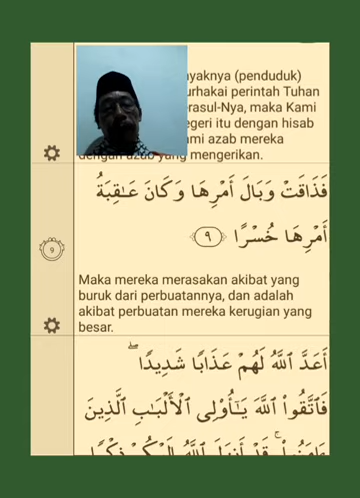 nyaknya (penduduk)
urhakai perintah Tuhan
rasul-Nya, maka Kami
egeri itu dengan hisab
mi azab mereka
dengan azab yang mengerikan.
فَذَاقَتْ وَبَالَ أَمْرِهَا وَكَانَ عَٰقِبَةُ
أَمْرِهَا خُسْرًا ٩
9
Maka mereka merasakan akibat yang
buruk dari perbuatannya, dan adalah
akibat perbuatan mereka kerugian yang
besar.
أَعَدَّ ٱللَّهُ لَهُمْ عَذَابًا شَدِيدًا ۖ
فَٱتَّقُوا۟ ٱللَّهَ يَٰٓأُو۟لِى ٱلْأَلْبَٰبِ ٱلَّذِينَ